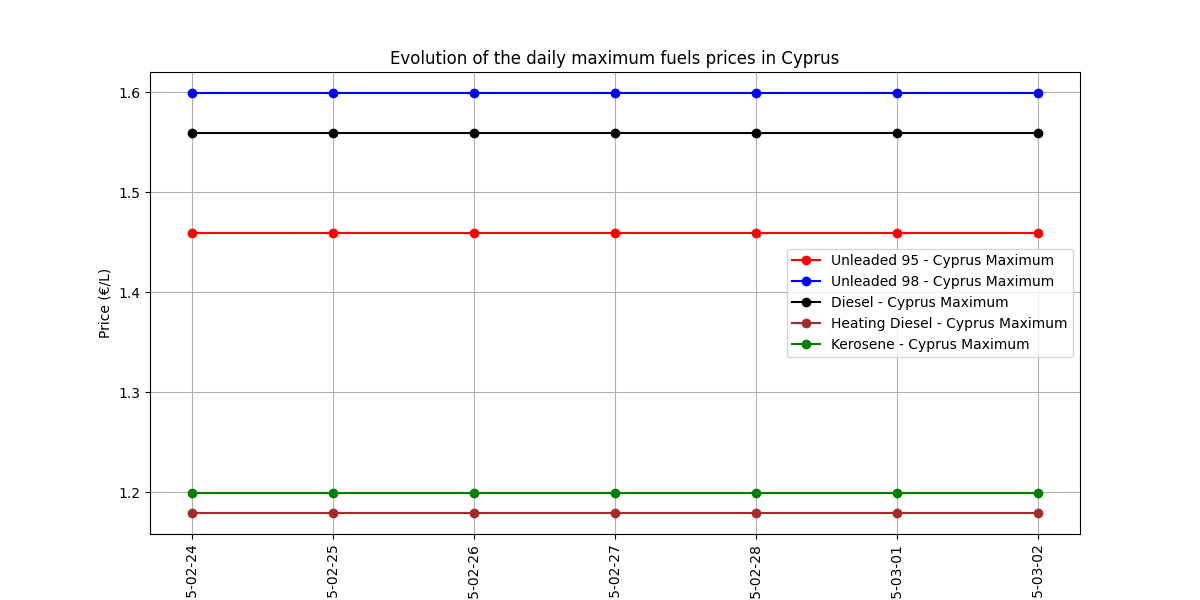 Evolution of the daily maximum fuels prices in Cyprus
Price (€/L)
1.6
1.5
1.4
1.3
1.2
Unleaded 95 - Cyprus Maximum
Unleaded 98 - Cyprus Maximum
Diesel - Cyprus Maximum
Heating Diesel - Cyprus Maximum
Kerosene - Cyprus Maximum
5-02-24
5-02-25
5-02-26
5-02-27
5-02-28
5-03-01
5-03-02